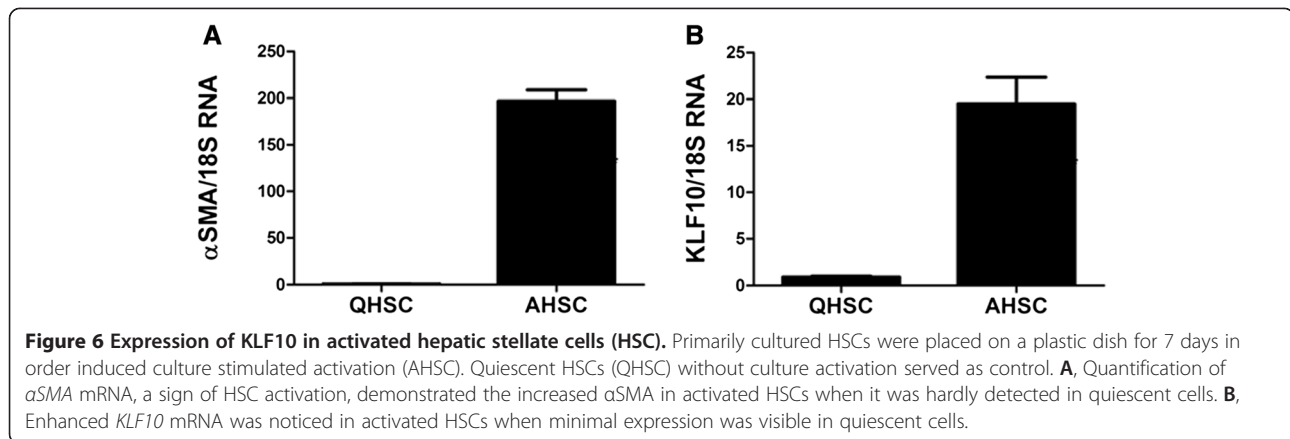 A
αSMA/18S RNA
250
200
150
100
50
0
QHSC AHSC
B
KLF10/18S RNA
25
20
15
10
5
0
QHSC AHSC
Figure 6 Expression of KLF10 in activated hepatic stellate cells (HSC). Primarily cultured HSCs were placed on a plastic dish for 7 days in
order induced culture stimulated activation (AHSC). Quiescent HSCs (QHSC) without culture activation served as control. A, Quantification of
αSMA mRNA, a sign of HSC activation, demonstrated the increased αSMA in activated HSCs when it was hardly detected in quiescent cells. B,
Enhanced KLF10 mRNA was noticed in activated HSCs when minimal expression was visible in quiescent cells.